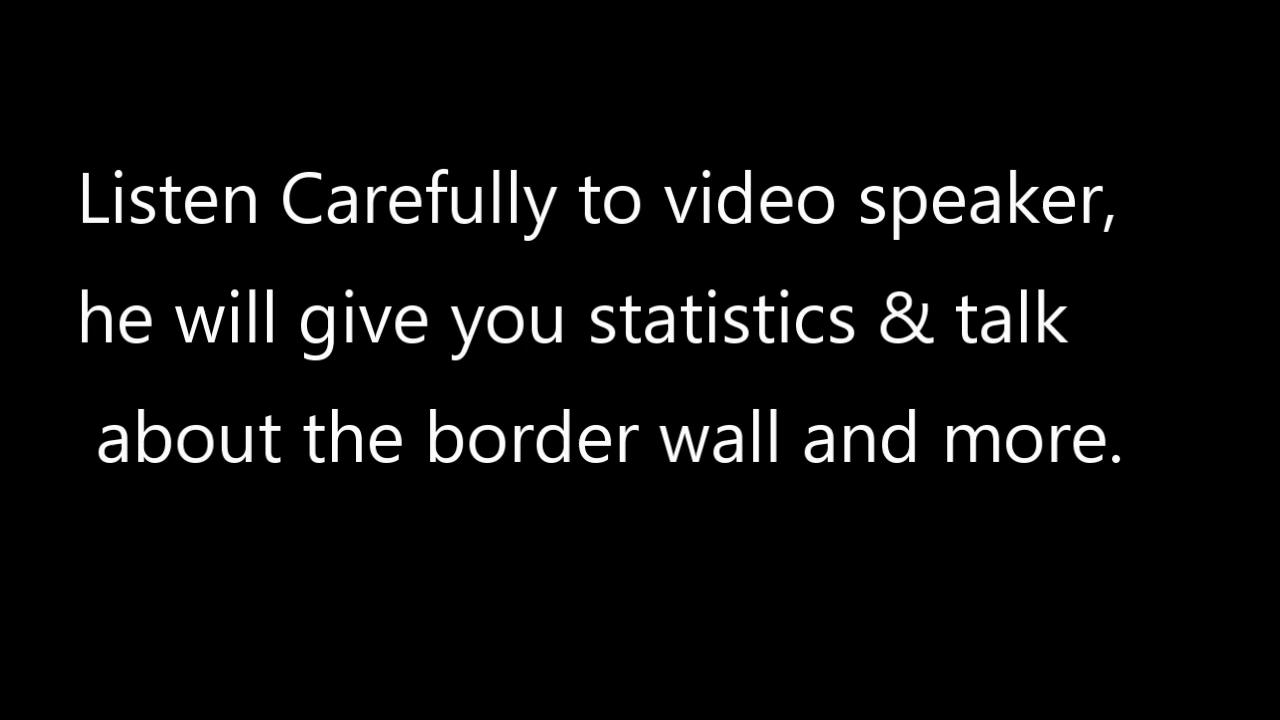 Listen Carefully to video speaker,
he will give you statistics & talk
about the border wall and more.